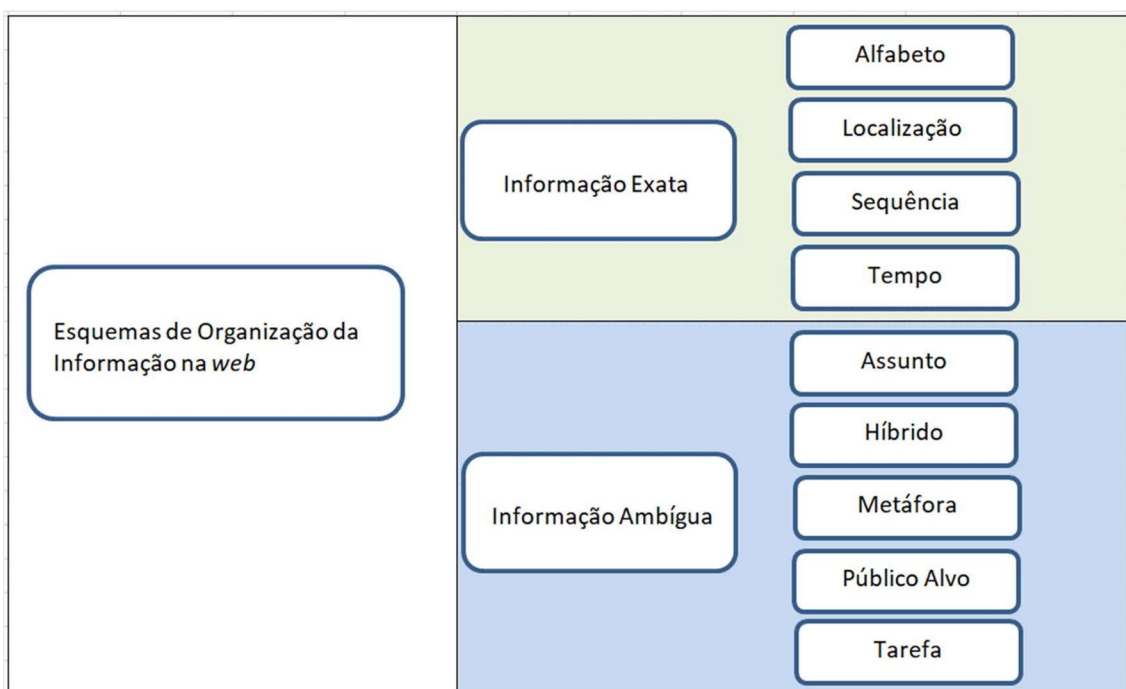 Esquemas de Organização da
Informação na web
Informação Exata
Alfabeto
Localização
Sequência
Tempo
Informação Ambígua
Assunto
Híbrido
Metáfora
Público Alvo
Tarefa